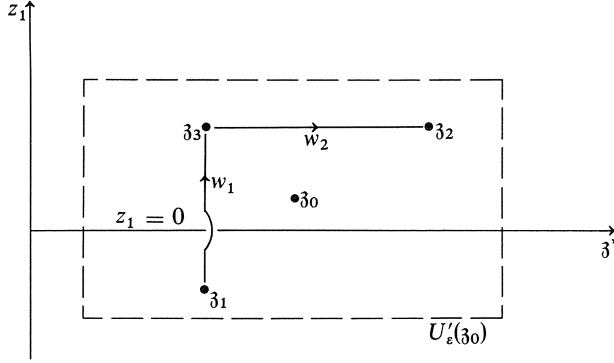 z₁
𝔷₃
w₂
𝔷₂
w₁
𝔷₀
z₁ = 0
𝔷'
𝔷₁
U'ε(𝔷₀)